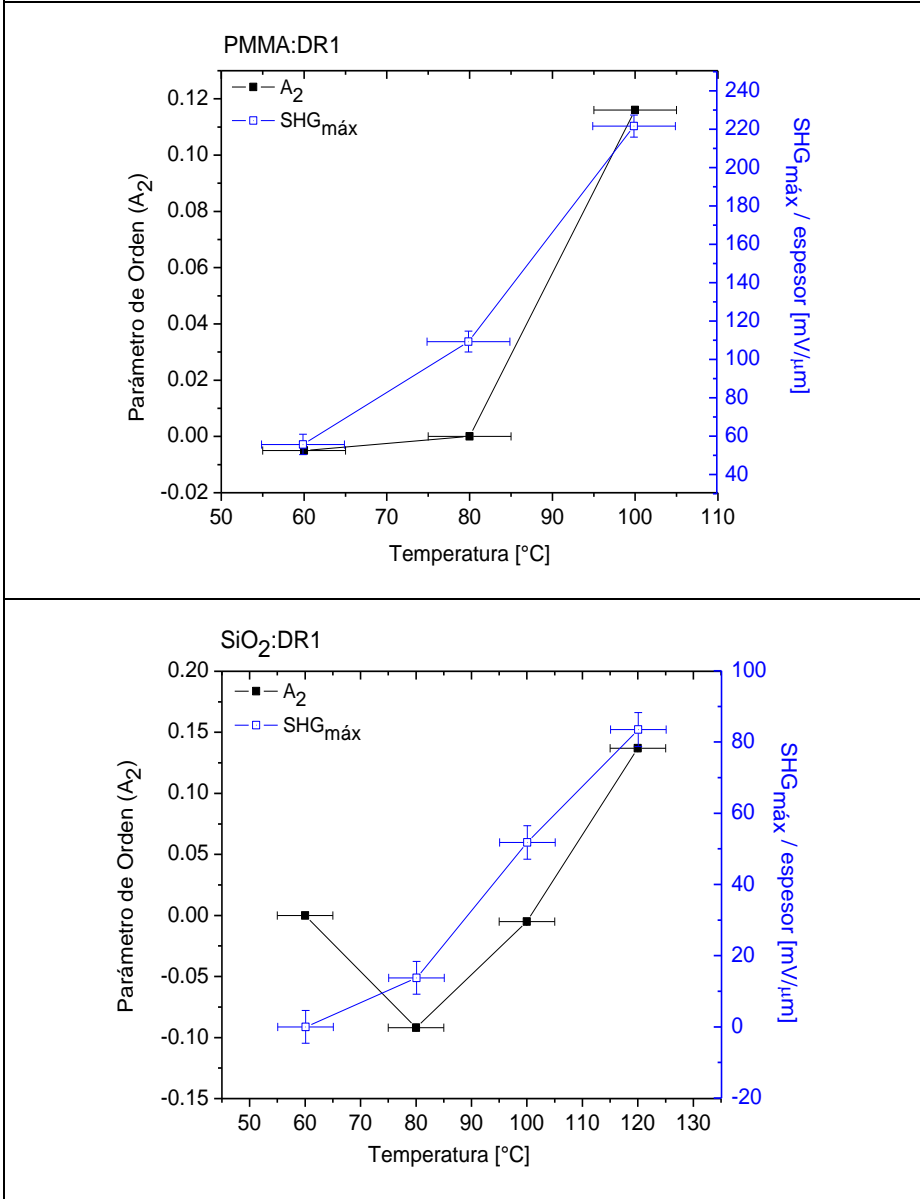 PMMA:DR1
A2
SHGmáx
Parámetro de Orden (A2)
0.12
0.10
0.08
0.06
0.04
0.02
0.00
-0.02
240
220
200
180
160
140
120
100
80
60
40
SHGmáx / espesor [mV/μm]
50 60 70 80 90 100 110
Temperatura [°C]
SiO2:DR1
A2
SHGmáx
Parámetro de Orden (A2)
0.20
0.15
0.10
0.05
0.00
-0.05
-0.10
-0.15
100
80
60
40
20
0
-20
SHGmáx / espesor [mV/μm]
50 60 70 80 90 100 110 120 130
Temperatura [°C]